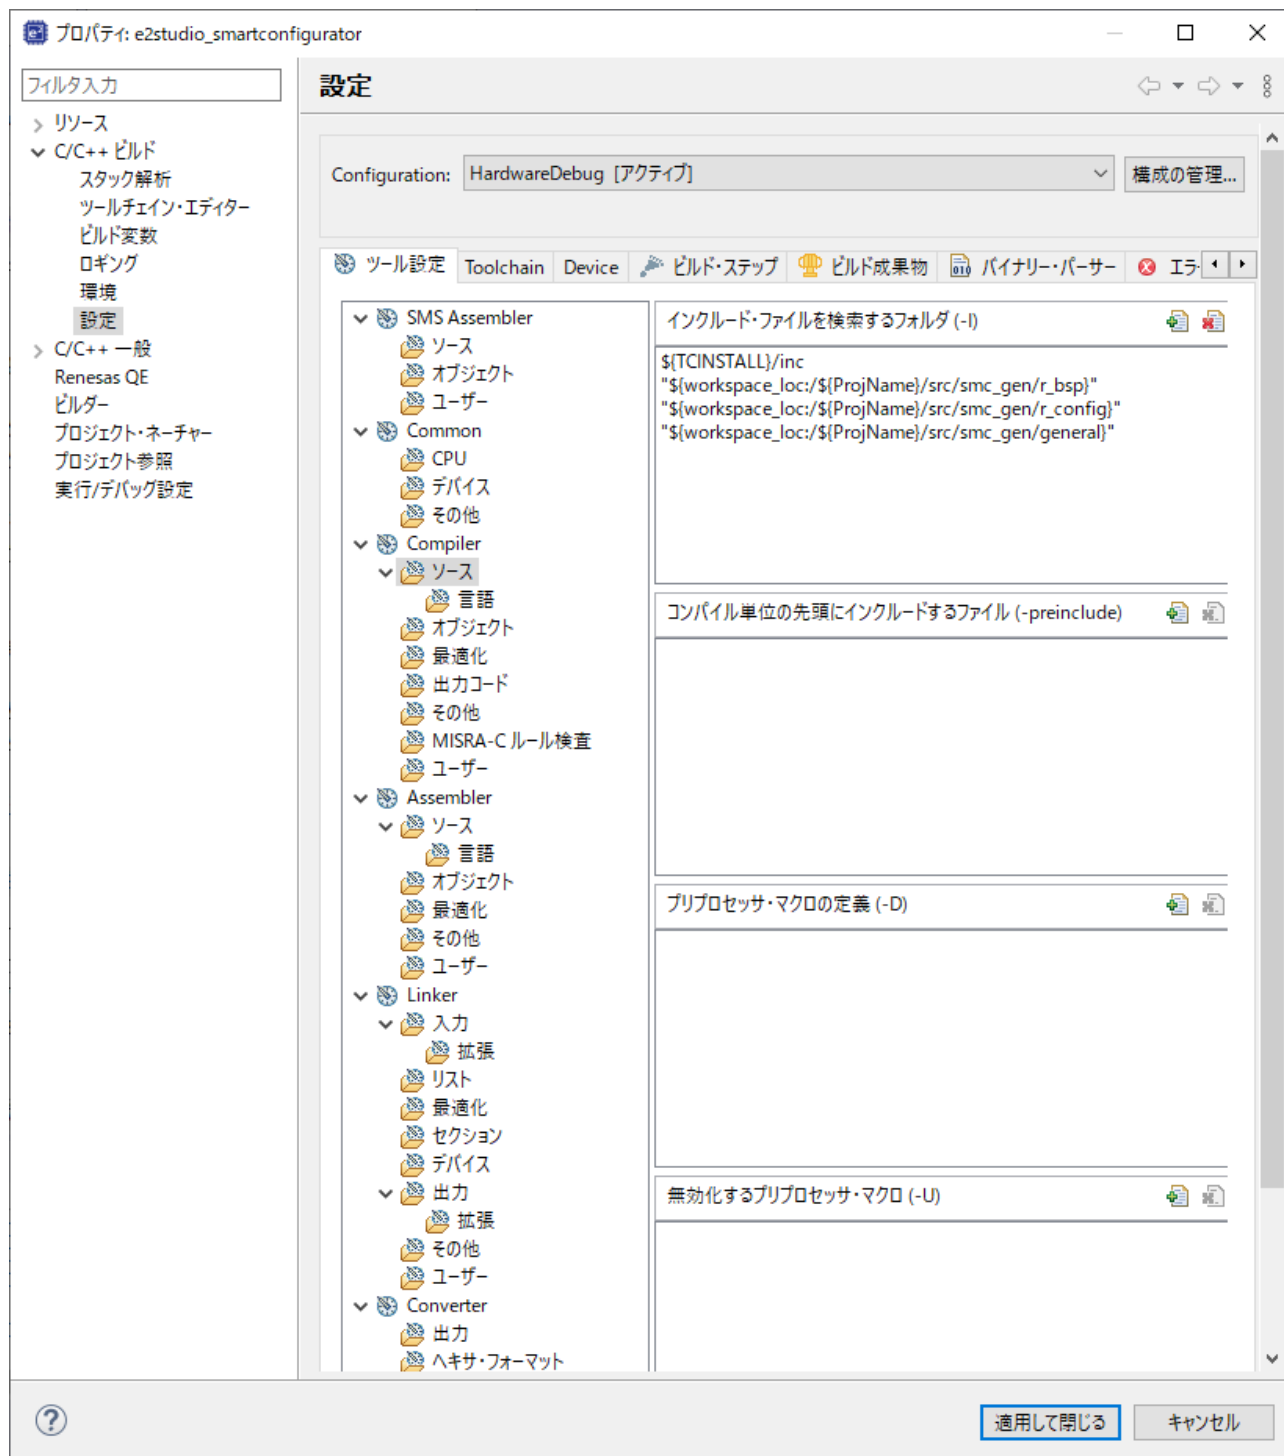 プロパティ: e2studio_smartconfigurator
フィルタ入力
リソース
C/C++ ビルド
スタック解析
ツールチェイン・エディター
ビルド変数
ロギング
環境
設定
C/C++ 一般
Renesas QE
ビルダー
プロジェクト・ネーチャー
プロジェクト参照
実行/デバッグ設定
設定
Configuration: HardwareDebug [アクティブ] 構成の管理...
ツール設定 Toolchain Device ビルド・ステップ ビルド成果物 バイナリー・パーサー エラ
SMS Assembler
ソース
オブジェクト
ユーザー
Common
CPU
デバイス
その他
Compiler
ソース
言語
オブジェクト
最適化
出力コード
その他
MISRA-C ルール検査
ユーザー
Assembler
ソース
言語
オブジェクト
最適化
その他
ユーザー
Linker
入力
拡張
リスト
最適化
セクション
デバイス
出力
拡張
その他
ユーザー
Converter
出力
ヘキサ・フォーマット
インクルード・ファイルを検索するフォルダ (-I)
${TCINSTALL}/inc
"${workspace_loc:/${ProjName}/src/smc_gen/r_bsp}"
"${workspace_loc:/${ProjName}/src/smc_gen/r_config}"
"${workspace_loc:/${ProjName}/src/smc_gen/general}"
コンパイル単位の先頭にインクルードするファイル (-preinclude)
プリプロセッサ・マクロの定義 (-D)
無効化するプリプロセッサ・マクロ (-U)
適用して閉じる キャンセル